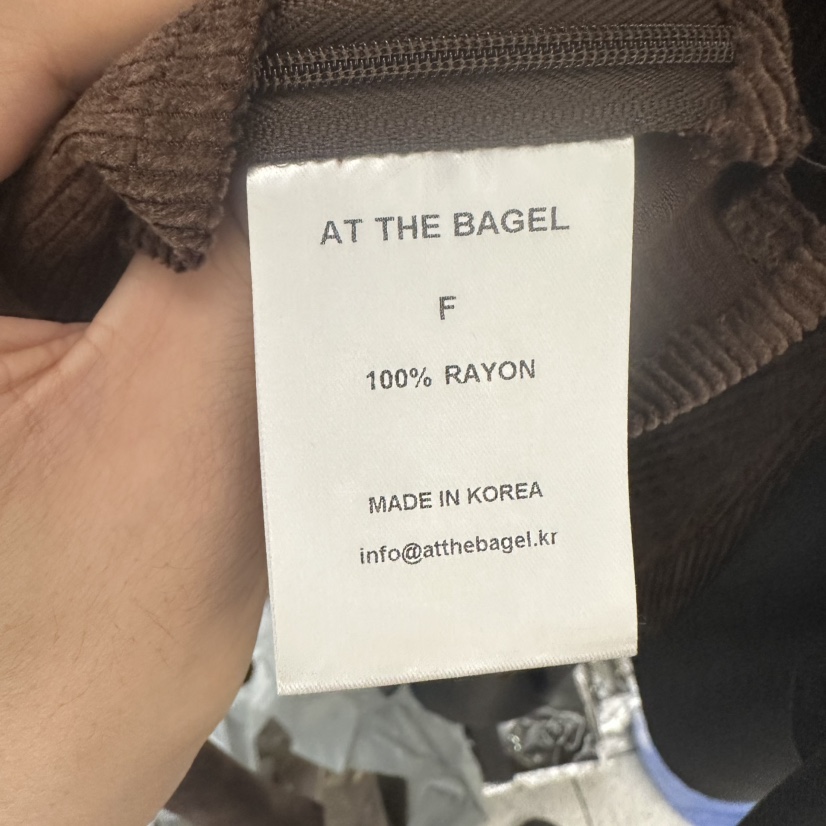 AT THE BAGEL
F
100% RAYON
MADE IN KOREA
info@atthebagel.kr